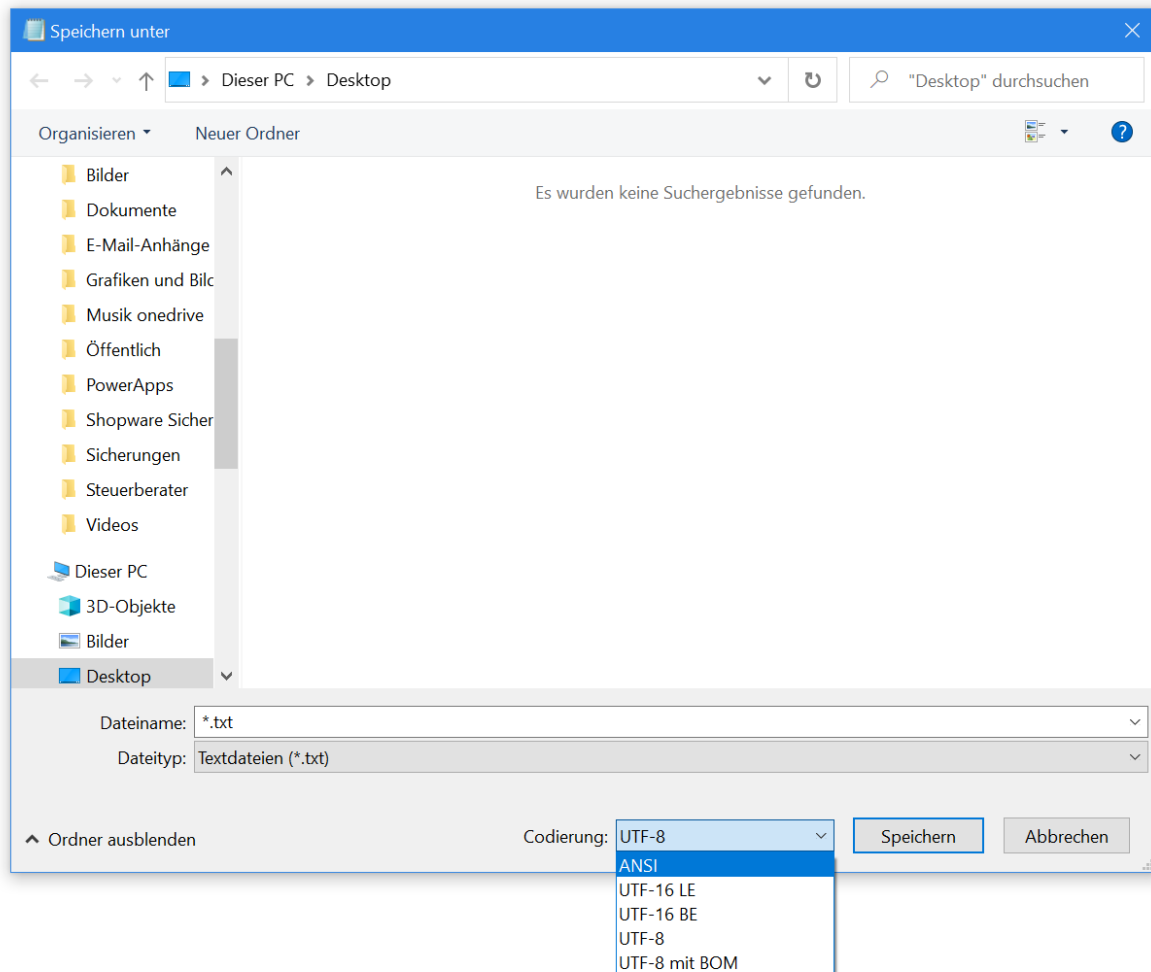 Speichern unter
Dieser PC > Desktop
"Desktop" durchsuchen
Organisieren
Neuer Ordner
?
Bilder
Dokumente
E-Mail-Anhänge
Grafiken und Bil
Musik onedrive
Öffentlich
PowerApps
Shopware Sicher
Sicherungen
Steuerberater
Videos
Dieser PC
3D-Objekte
Bilder
Desktop
Es wurden keine Suchergebnisse gefunden.
Dateiname: *.txt
Dateityp: Textdateien (*.txt)
Ordner ausblenden
Codierung: UTF-8
Speichern
Abbrechen
ANSI
UTF-16 LE
UTF-16 BE
UTF-8
UTF-8 mit BOM